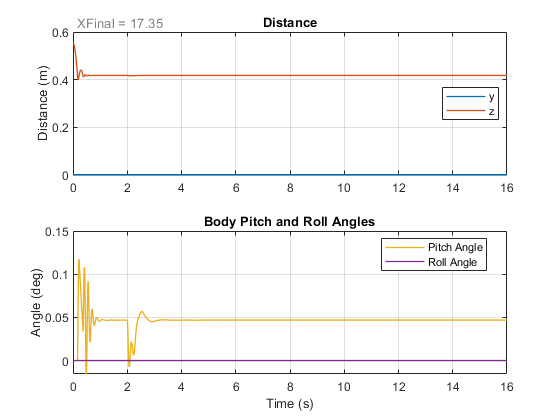 XFinal = 17.35
Distance
0.6
0.4
0.2
0
Distance (m)
y
z
0 2 4 6 8 10 12 14 16
Body Pitch and Roll Angles
0.15
0.1
0.05
0
Angle (deg)
Pitch Angle
Roll Angle
0 2 4 6 8 10 12 14 16
Time (s)